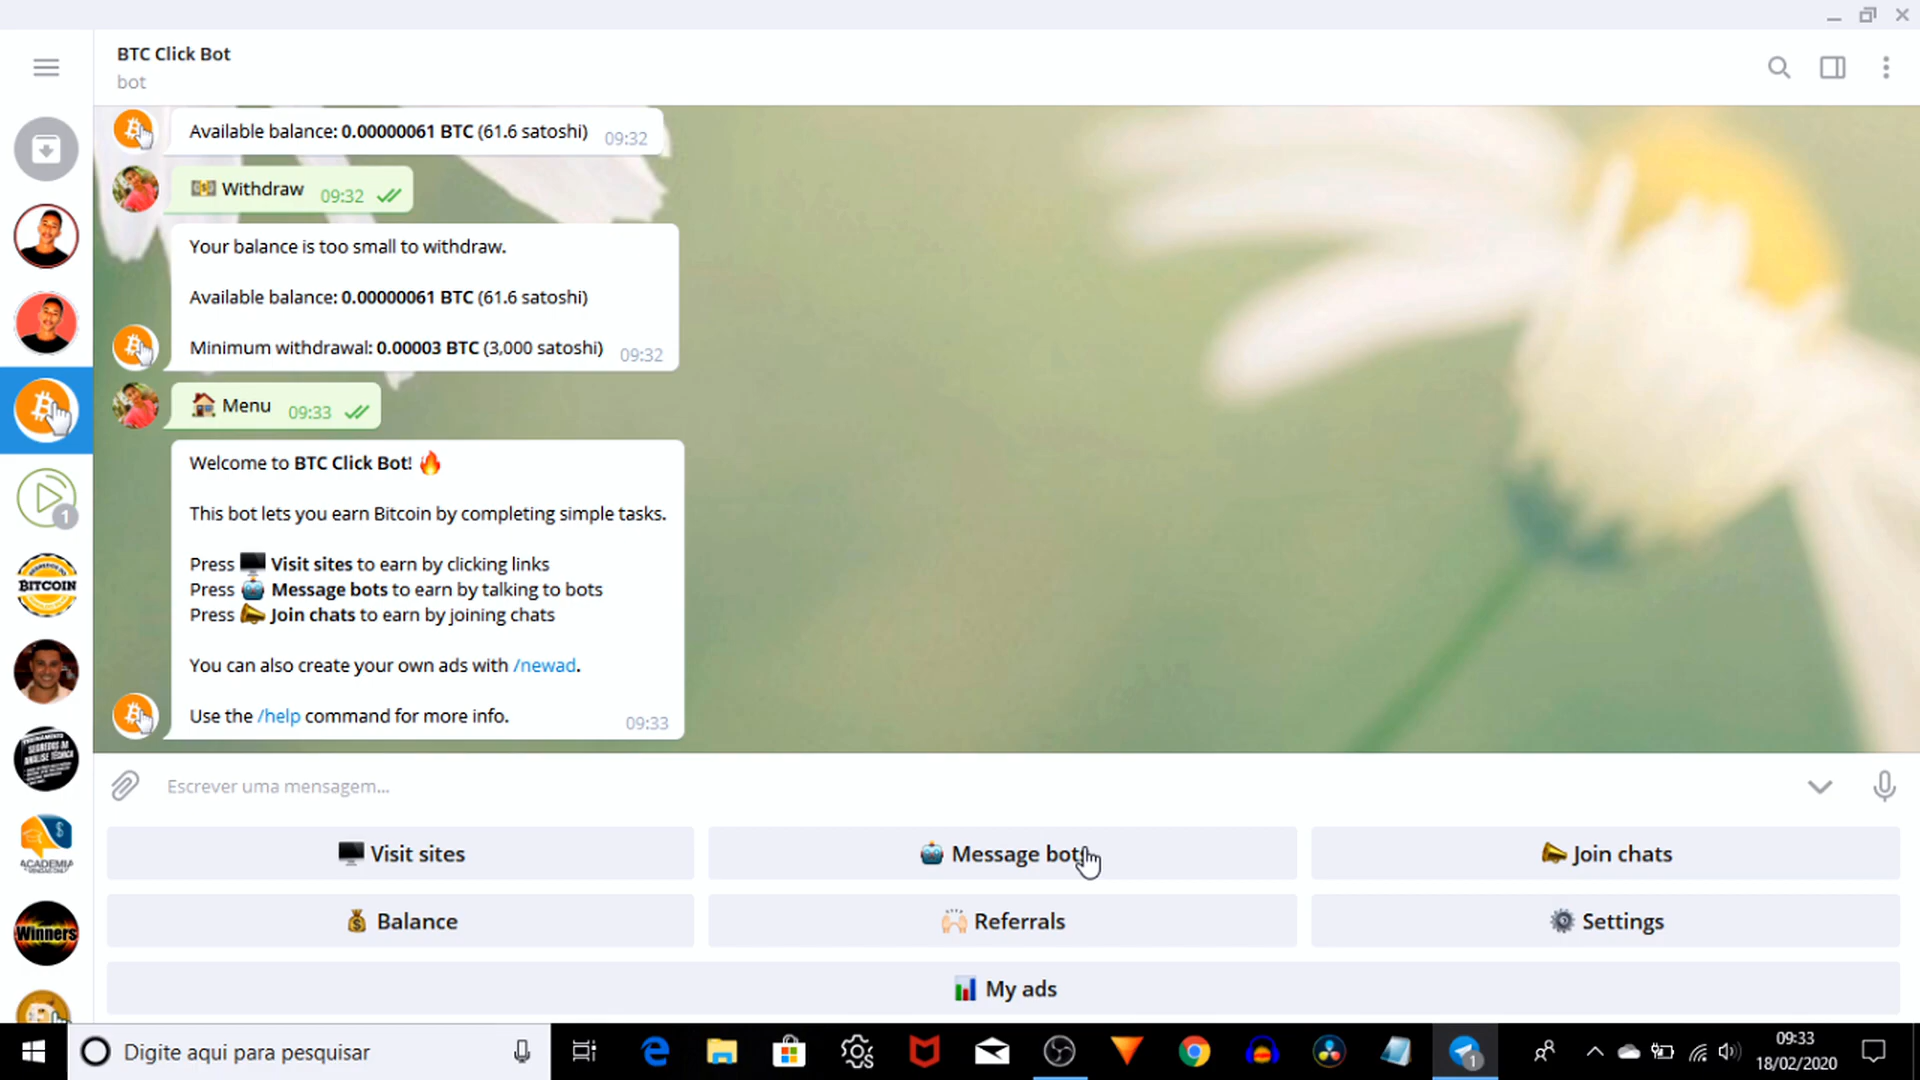 BTC Click Bot
bot
Available balance: 0.00000061 BTC (61.6 satoshi) 09:32
Withdraw 09:32
Your balance is too small to withdraw.
Available balance: 0.00000061 BTC (61.6 satoshi)
Minimum withdrawal: 0.00003 BTC (3,000 satoshi) 09:32
Menu 09:33
Welcome to BTC Click Bot! 🔥
This bot lets you earn Bitcoin by completing simple tasks.
Press 🖥 Visit sites to earn by clicking links
Press 🤖 Message bots to earn by talking to bots
Press 📣 Join chats to earn by joining chats
You can also create your own ads with /newad.
Use the /help command for more info. 09:33
1
BITCOIN
SEGREDOS DA
ANÁLISE TÉCNICA
ACADEMIA
Winners
Escrever uma mensagem...
Visit sites
Message bots
Join chats
Balance
Referrals
Settings
My ads
Digite aqui para pesquisar
1
09:33
18/02/2020